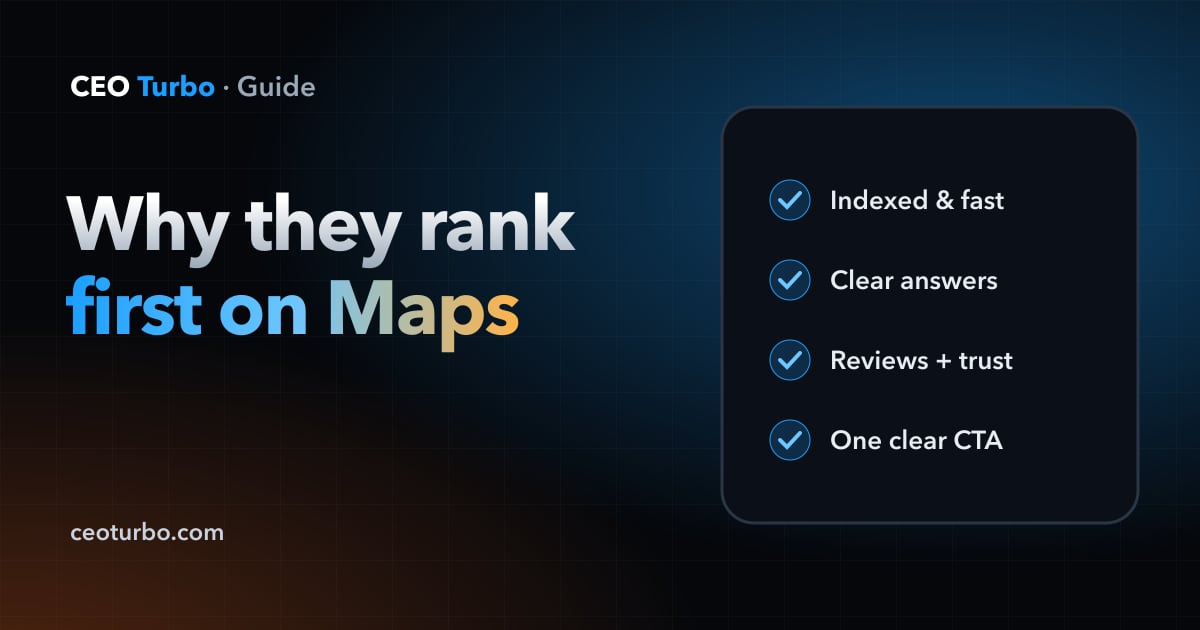 CEO Turbo · Guide
Why they rank
first on Maps
Indexed & fast
Clear answers
Reviews + trust
One clear CTA
ceoturbo.com